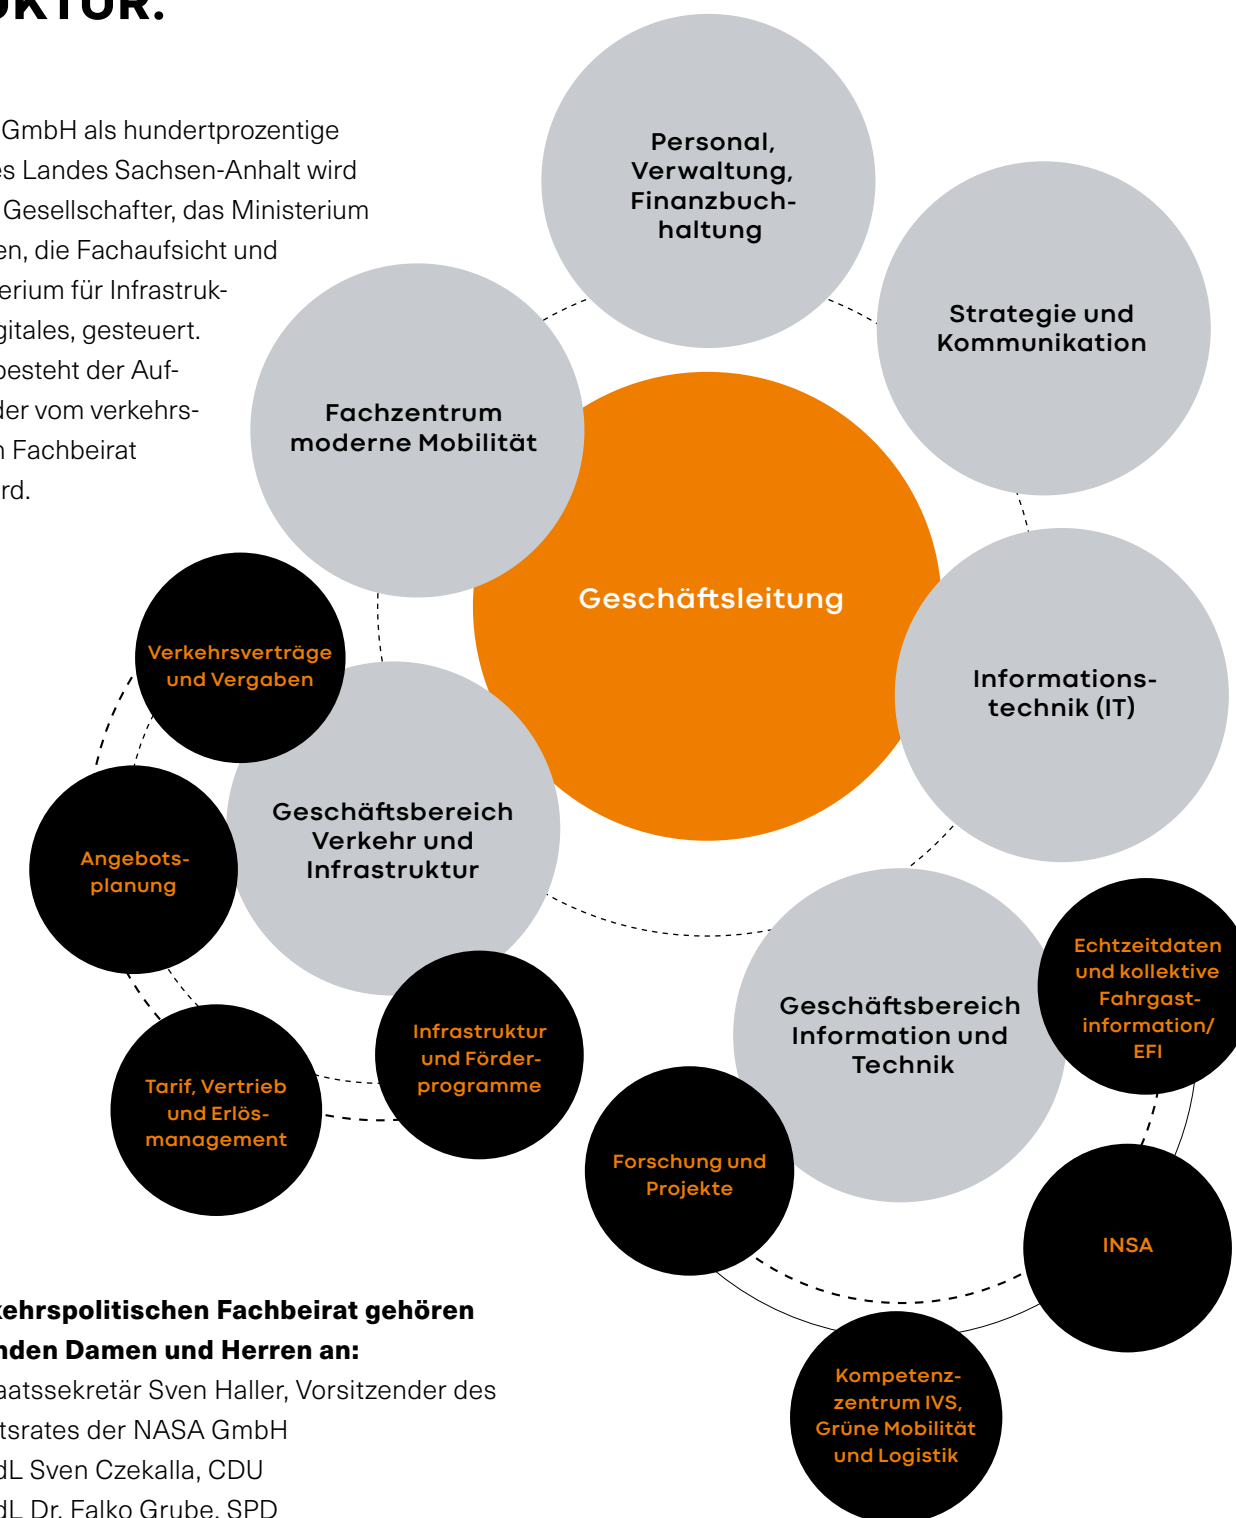 UKTUR.
GmbH als hundertprozentige
es Landes Sachsen-Anhalt wird
Gesellschafter, das Ministerium
en, die Fachaufsicht und
erium für Infrastruk-
gitales, gesteuert.
besteht der Auf-
der vom verkehrs-
n Fachbeirat
rd.
Personal,
Verwaltung,
Finanzbuch-
haltung
Strategie und
Kommunikation
Fachzentrum
moderne Mobilität
Geschäftsleitung
Informations-
technik (IT)
Verkehrsverträge
und Vergaben
Geschäftsbereich
Verkehr und
Infrastruktur
Angebots-
planung
Tarif, Vertrieb
und Erlös-
management
Infrastruktur
und Förder-
programme
Geschäftsbereich
Information und
Technik
Echtzeitdaten
und kollektive
Fahrgast-
information/
EFI
Forschung und
Projekte
INSA
Kompetenz-
zentrum IVS,
Grüne Mobilität
und Logistik
kehrspolitischen Fachbeirat gehören
nden Damen und Herren an:
aatssekretär Sven Haller, Vorsitzender des
tsrates der NASA GmbH
dL Sven Czekalla, CDU
dL Dr. Falko Grube, SPD